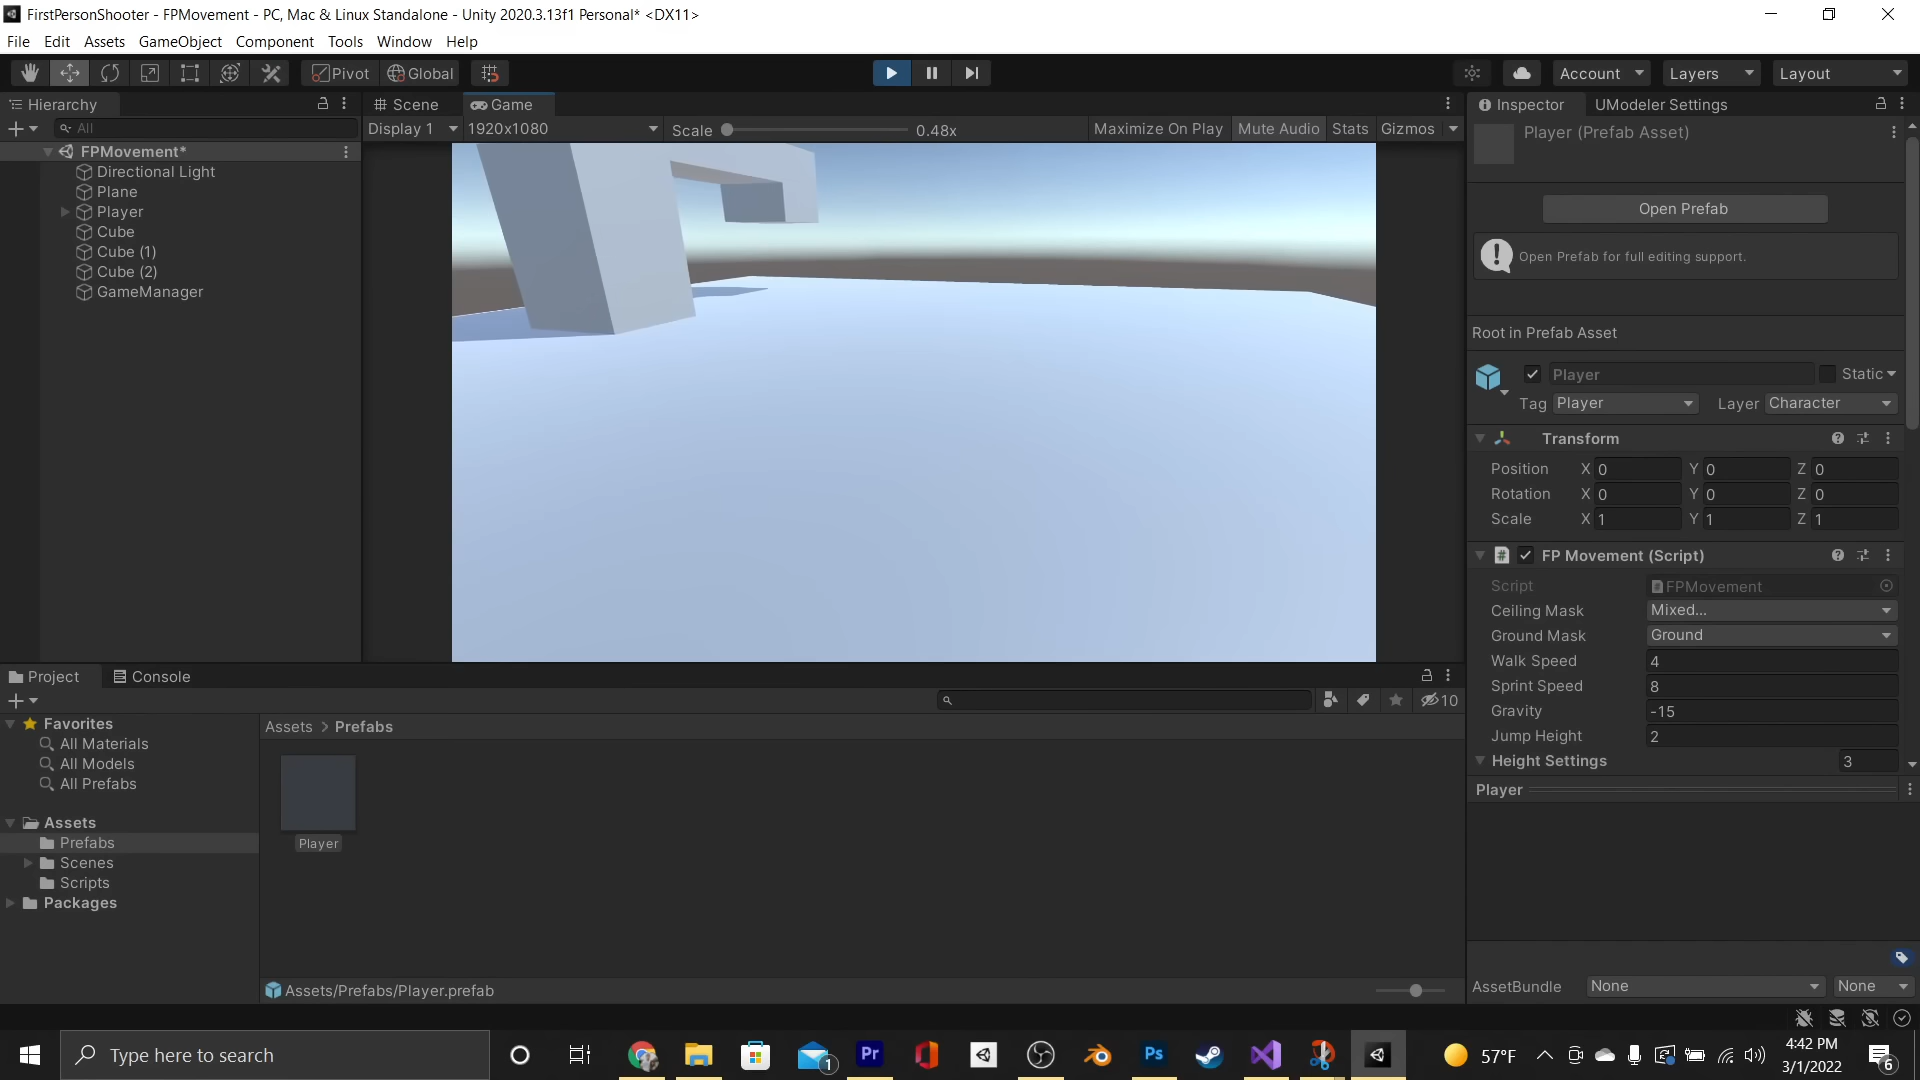 FirstPersonShooter - FPMovement - PC, Mac & Linux Standalone - Unity 2020.3.13f1 Personal* <DX11>
File Edit Assets GameObject Component Tools Window Help
Pivot Global Account Layers Layout
Hierarchy
All
FPMovement*
Directional Light
Plane
Player
Cube
Cube (1)
Cube (2)
GameManager
Scene Game
Display 1 1920x1080 Scale 0.48x Maximize On Play Mute Audio Stats Gizmos
Inspector UModeler Settings
Player (Prefab Asset)
Open Prefab
Open Prefab for full editing support.
Root in Prefab Asset
Player Static
Tag Player Layer Character
Transform
Position X 0 Y 0 Z 0
Rotation X 0 Y 0 Z 0
Scale X 1 Y 1 Z 1
FP Movement (Script)
Script FPMovement
Ceiling Mask Mixed...
Ground Mask Ground
Walk Speed 4
Sprint Speed 8
Gravity -15
Jump Height 2
Height Settings 3
Player
AssetBundle None None
Project Console
10
Favorites
All Materials
All Models
All Prefabs
Assets
Prefabs
Scenes
Scripts
Packages
Assets > Prefabs
Player
Assets/Prefabs/Player.prefab
Type here to search
1
Pr
Ps
57°F
4:42 PM
3/1/2022
6